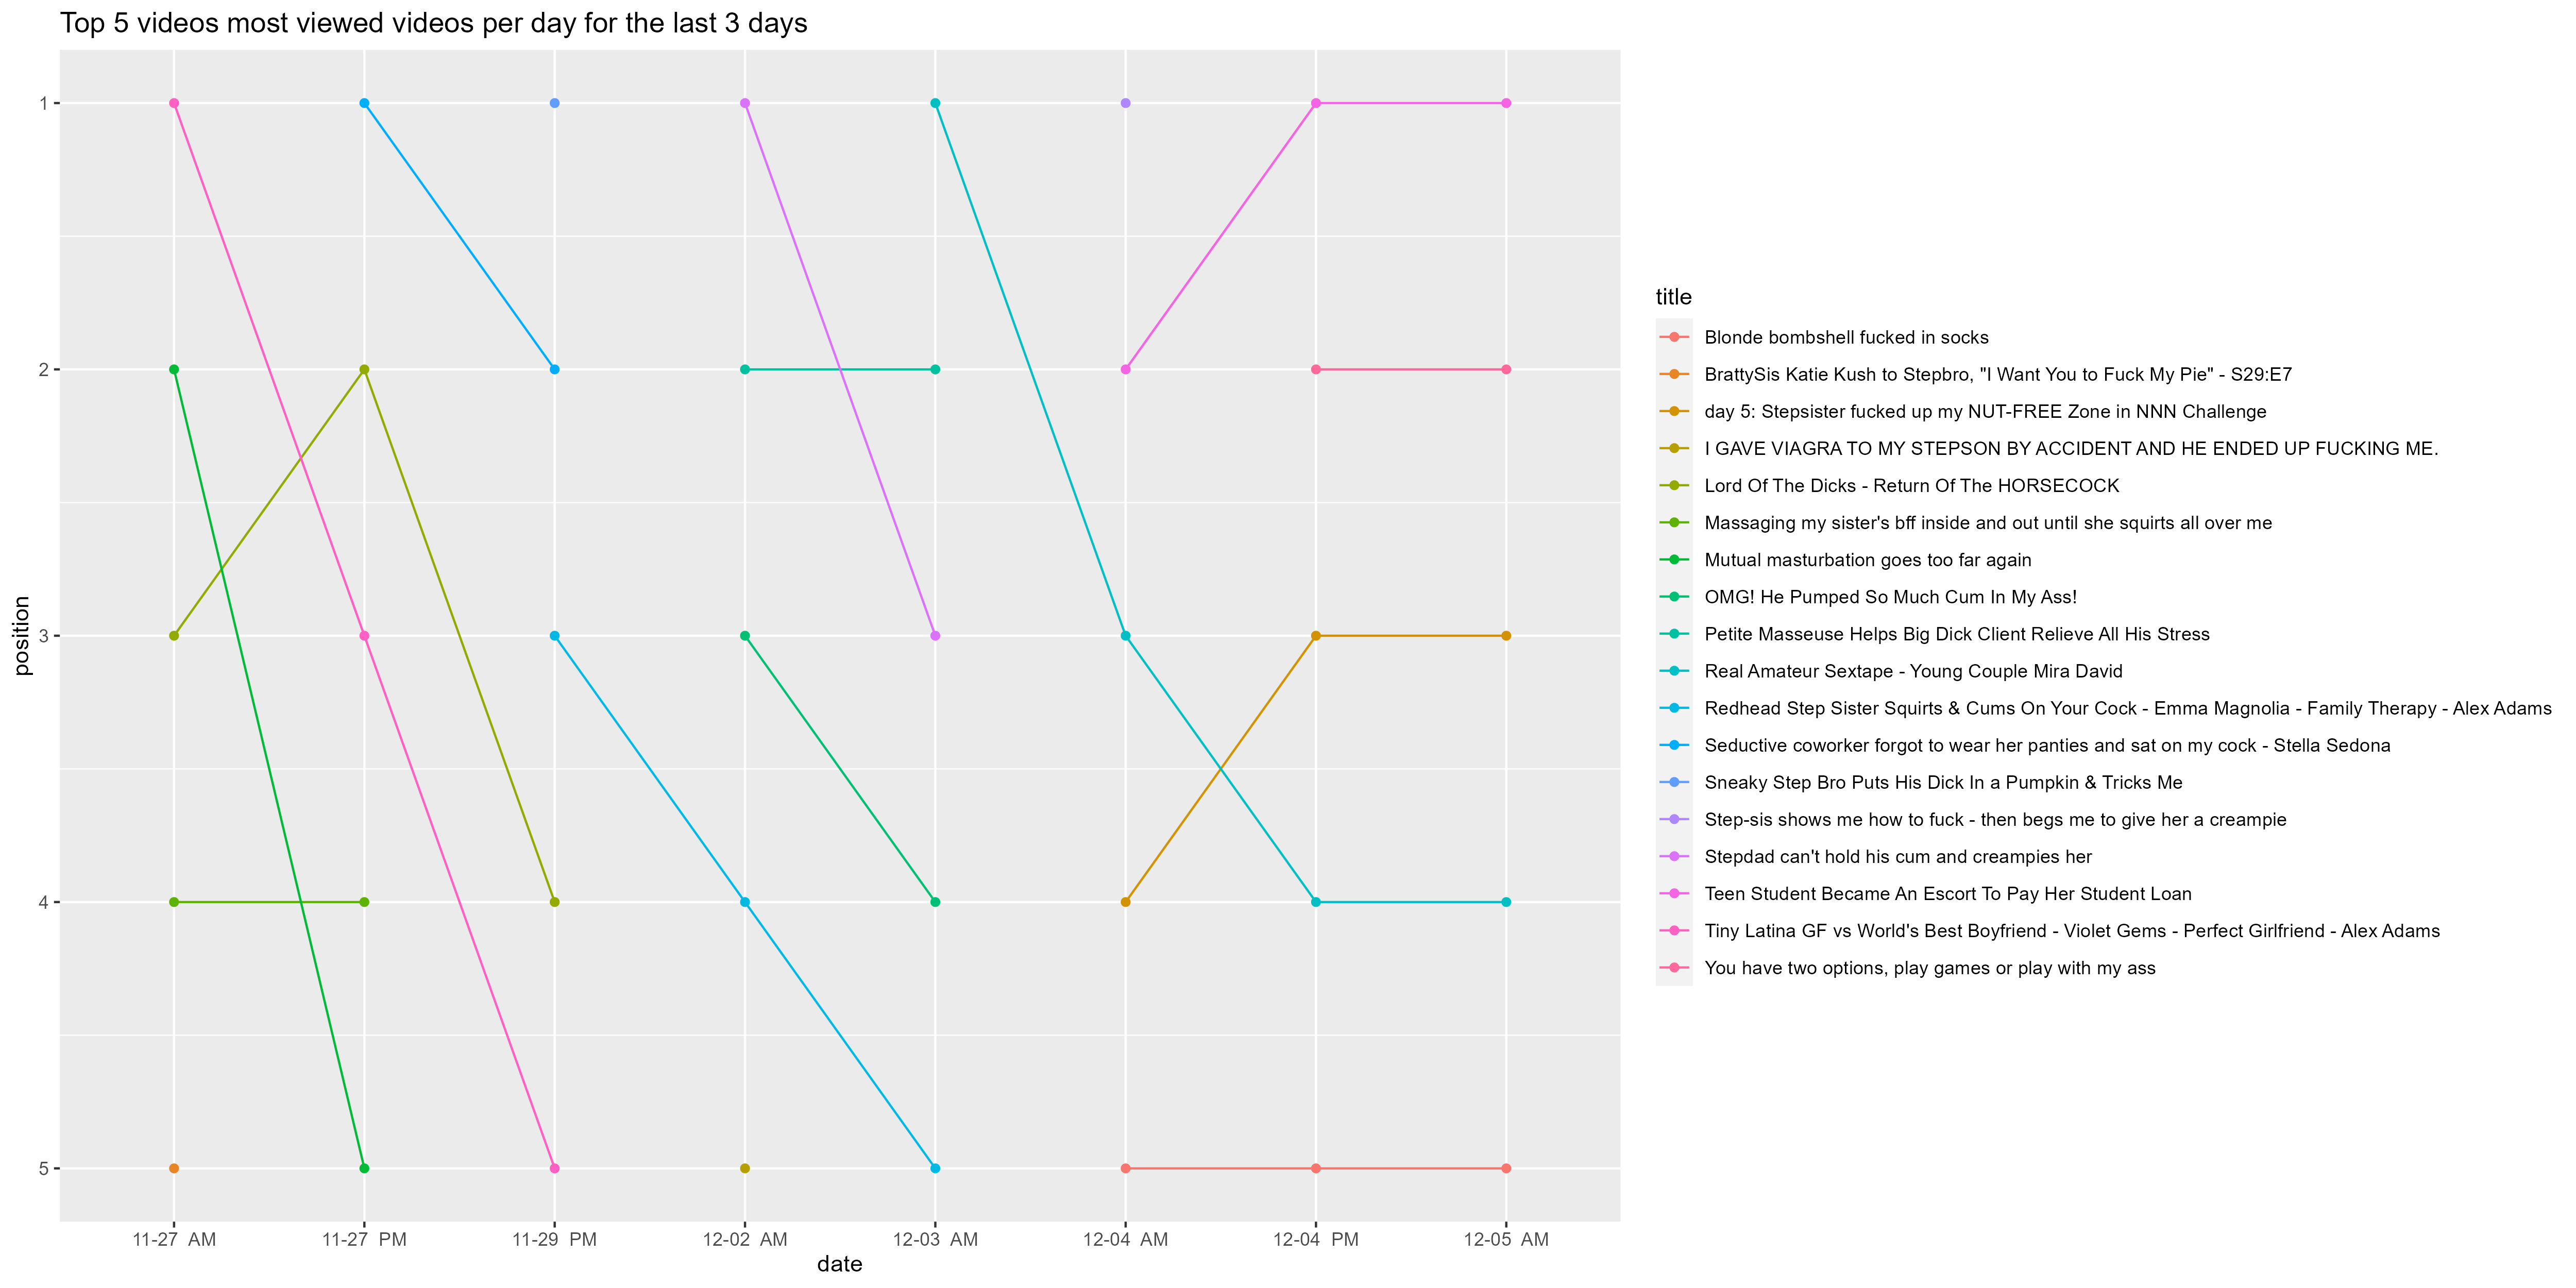 Top 5 videos most viewed videos per day for the last 3 days
position
1
2
3
4
5
11-27  AM
11-27  PM
11-29  PM
12-02  AM
12-03  AM
12-04  AM
12-04  PM
12-05  AM
date
title
Blonde bombshell fucked in socks
BrattySis Katie Kush to Stepbro, "I Want You to Fuck My Pie" - S29:E7
day 5: Stepsister fucked up my NUT-FREE Zone in NNN Challenge
I GAVE VIAGRA TO MY STEPSON BY ACCIDENT AND HE ENDED UP FUCKING ME.
Lord Of The Dicks - Return Of The HORSECOCK
Massaging my sister's bff inside and out until she squirts all over me
Mutual masturbation goes too far again
OMG! He Pumped So Much Cum In My Ass!
Petite Masseuse Helps Big Dick Client Relieve All His Stress
Real Amateur Sextape - Young Couple Mira David
Redhead Step Sister Squirts & Cums On Your Cock - Emma Magnolia - Family Therapy - Alex Adams
Seductive coworker forgot to wear her panties and sat on my cock - Stella Sedona
Sneaky Step Bro Puts His Dick In a Pumpkin & Tricks Me
Step-sis shows me how to fuck - then begs me to give her a creampie
Stepdad can't hold his cum and creampies her
Teen Student Became An Escort To Pay Her Student Loan
Tiny Latina GF vs World's Best Boyfriend - Violet Gems - Perfect Girlfriend - Alex Adams
You have two options, play games or play with my ass